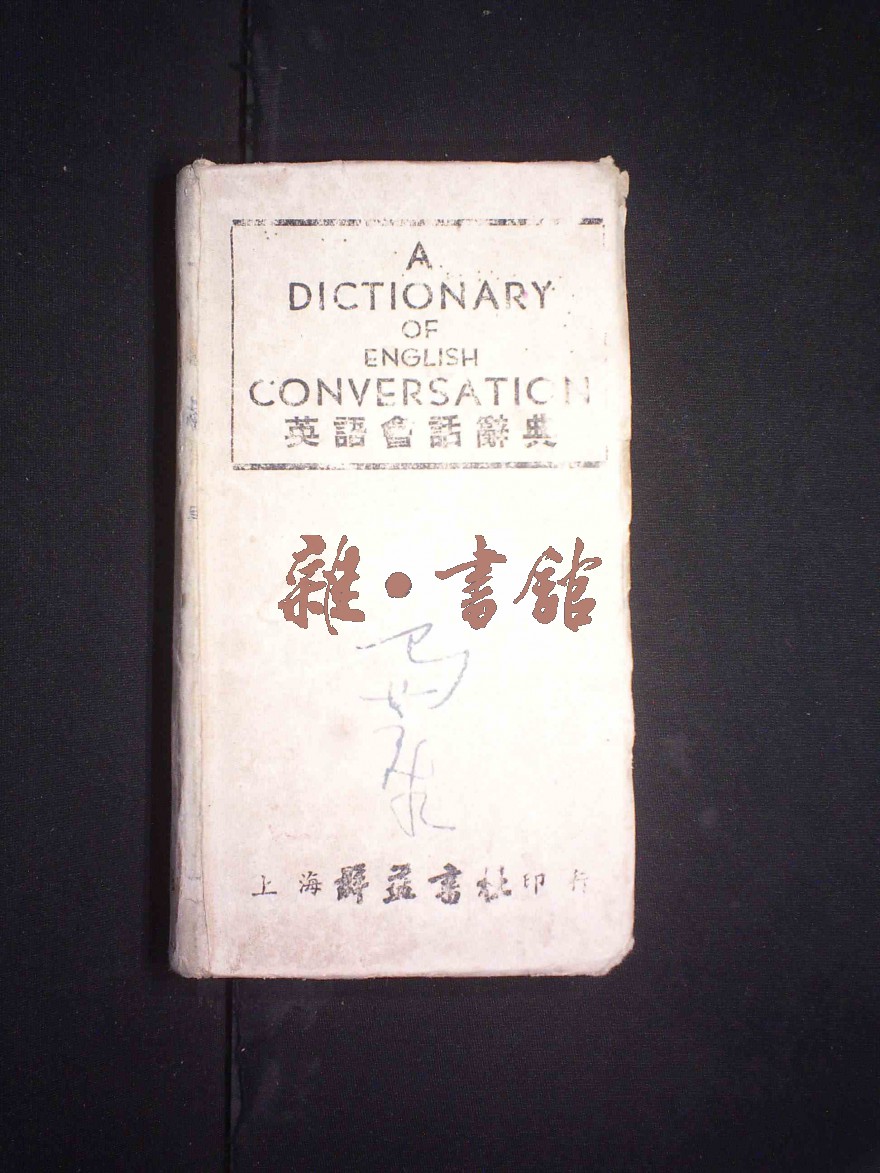 A
DICTIONARY
OF
ENGLISH
CONVERSATION
英語會話辭典
雜·書館
上海群益書社印行